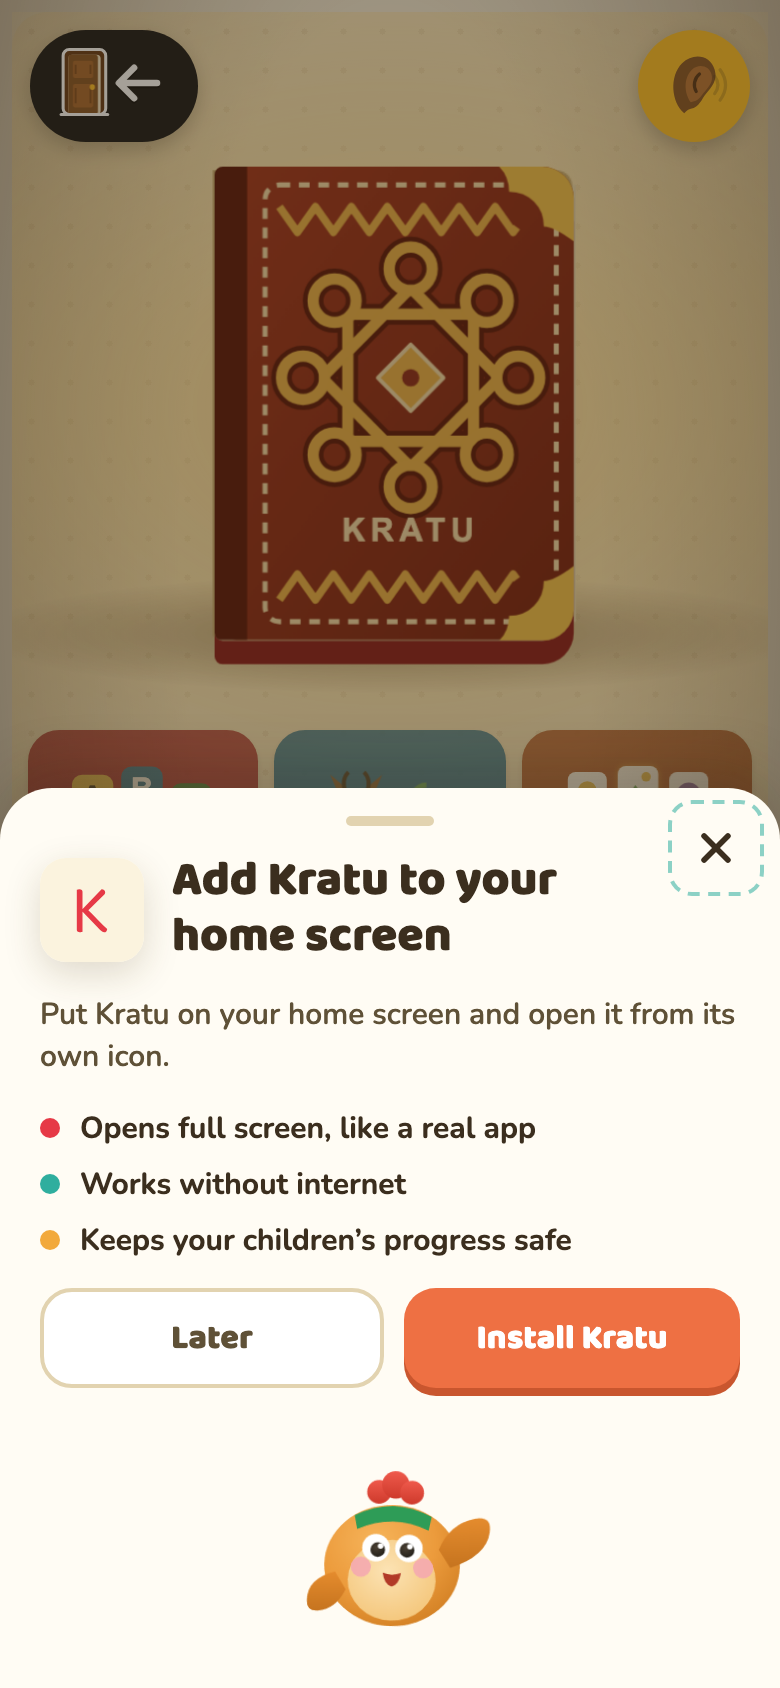 KRATU
B
K
Add Kratu to your
home screen
Put Kratu on your home screen and open it from its
own icon.
Opens full screen, like a real app
Works without internet
Keeps your children’s progress safe
Later
Install Kratu